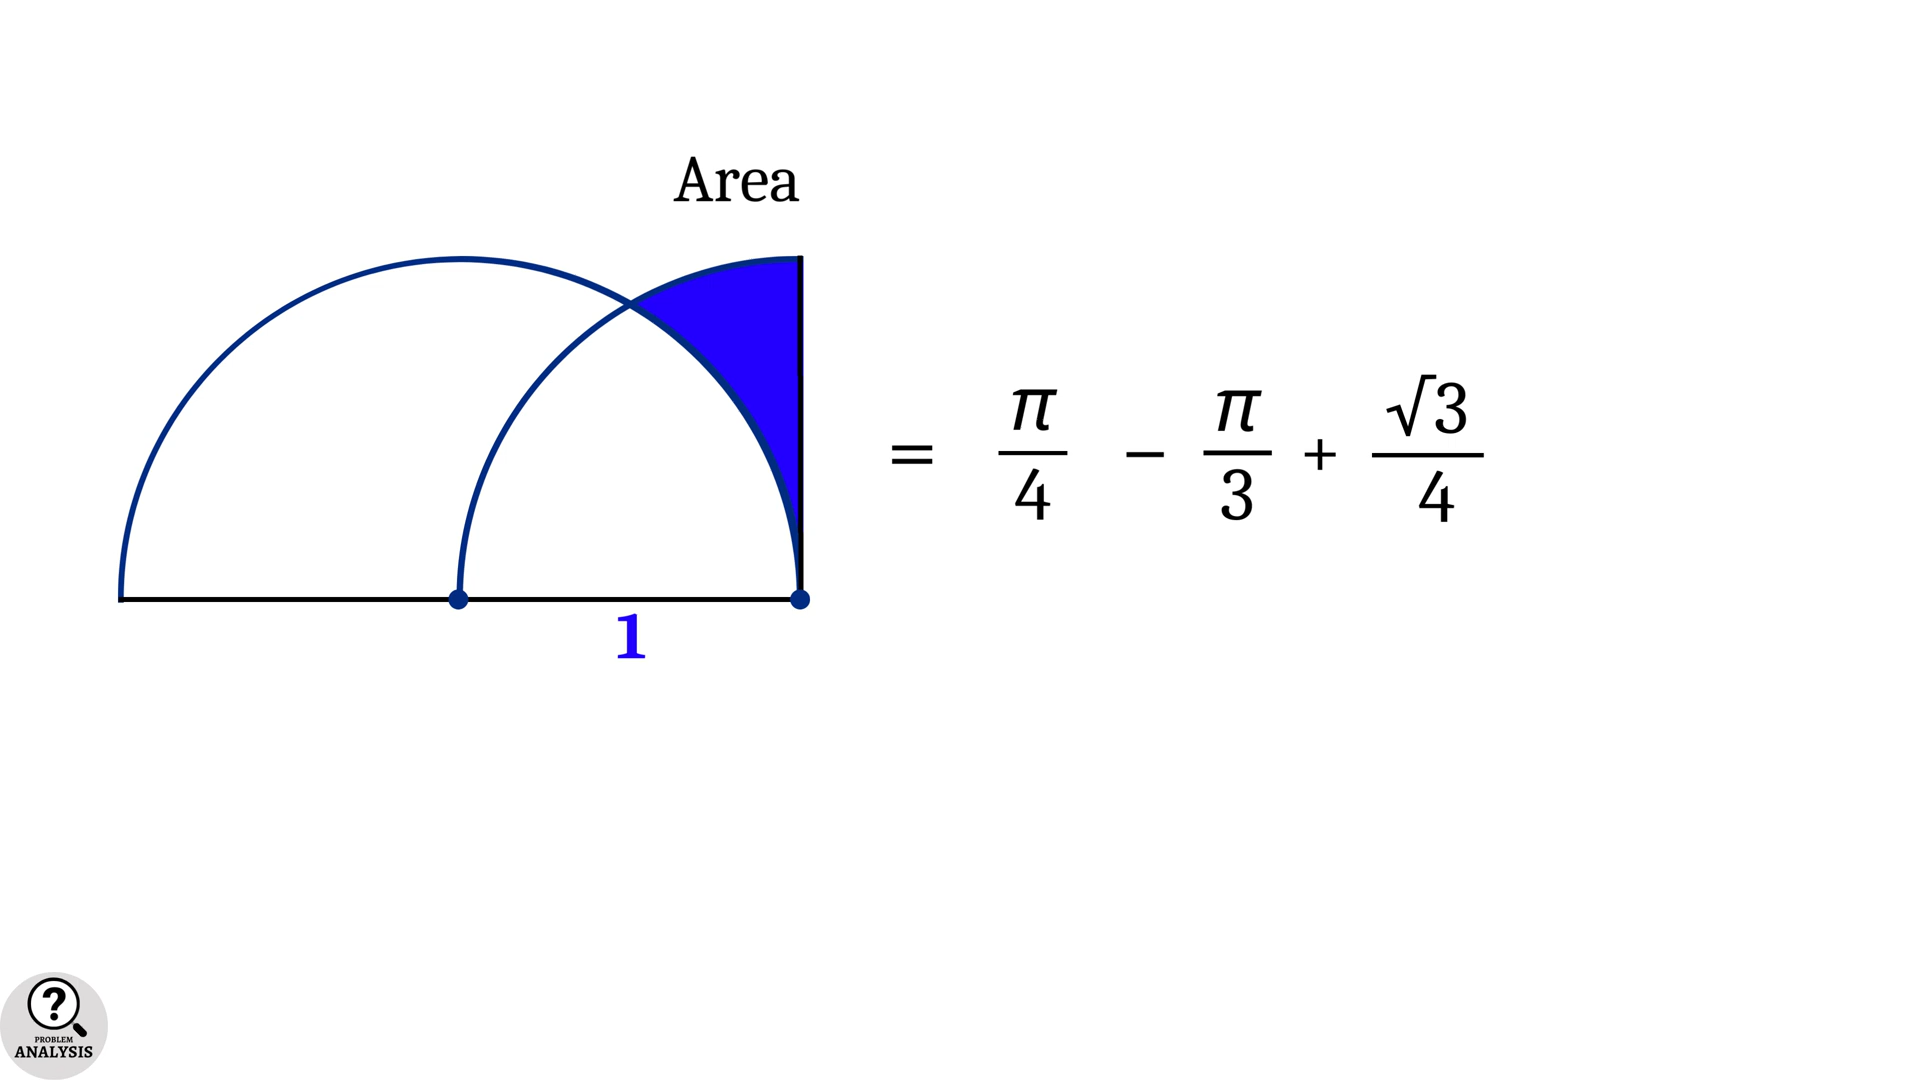 Area
= π/4 − π/3 + √3/4
1
?
PROBLEM
ANALYSIS